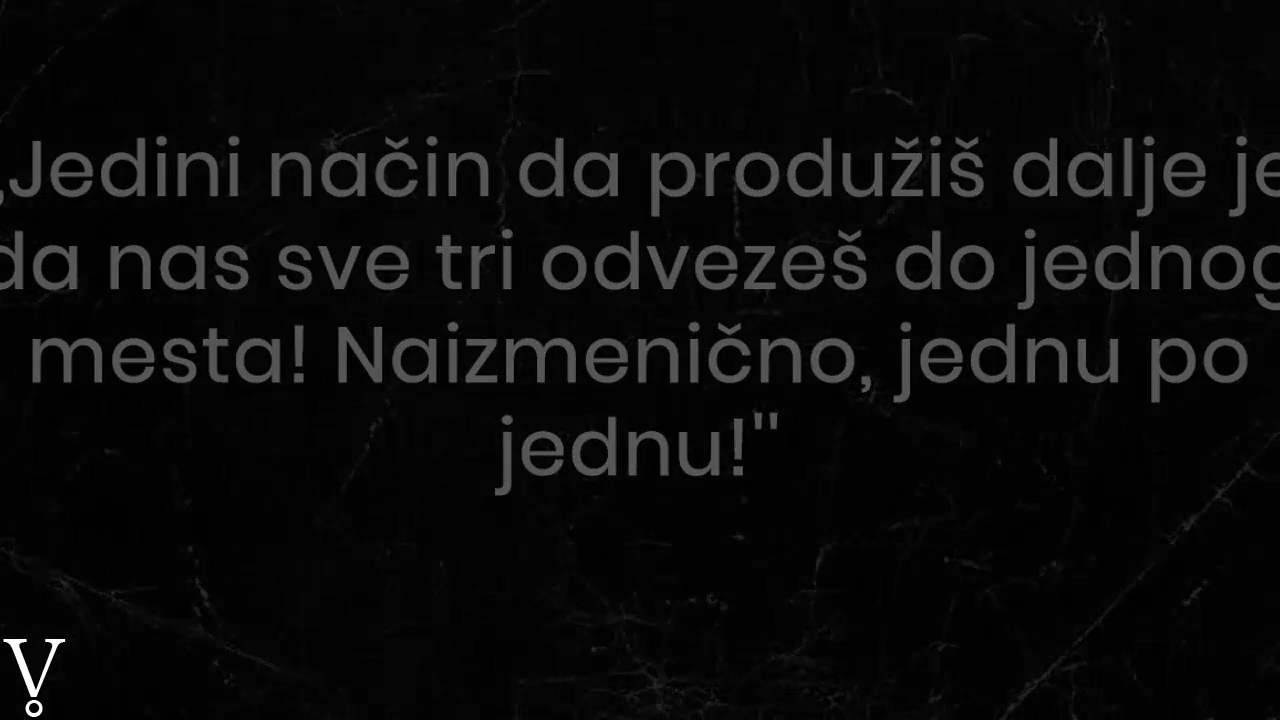 „Jedini način da produžiš dalje je
da nas sve tri odvezeš do jednog
mesta! Naizmenično, jednu po
jednu!"
V